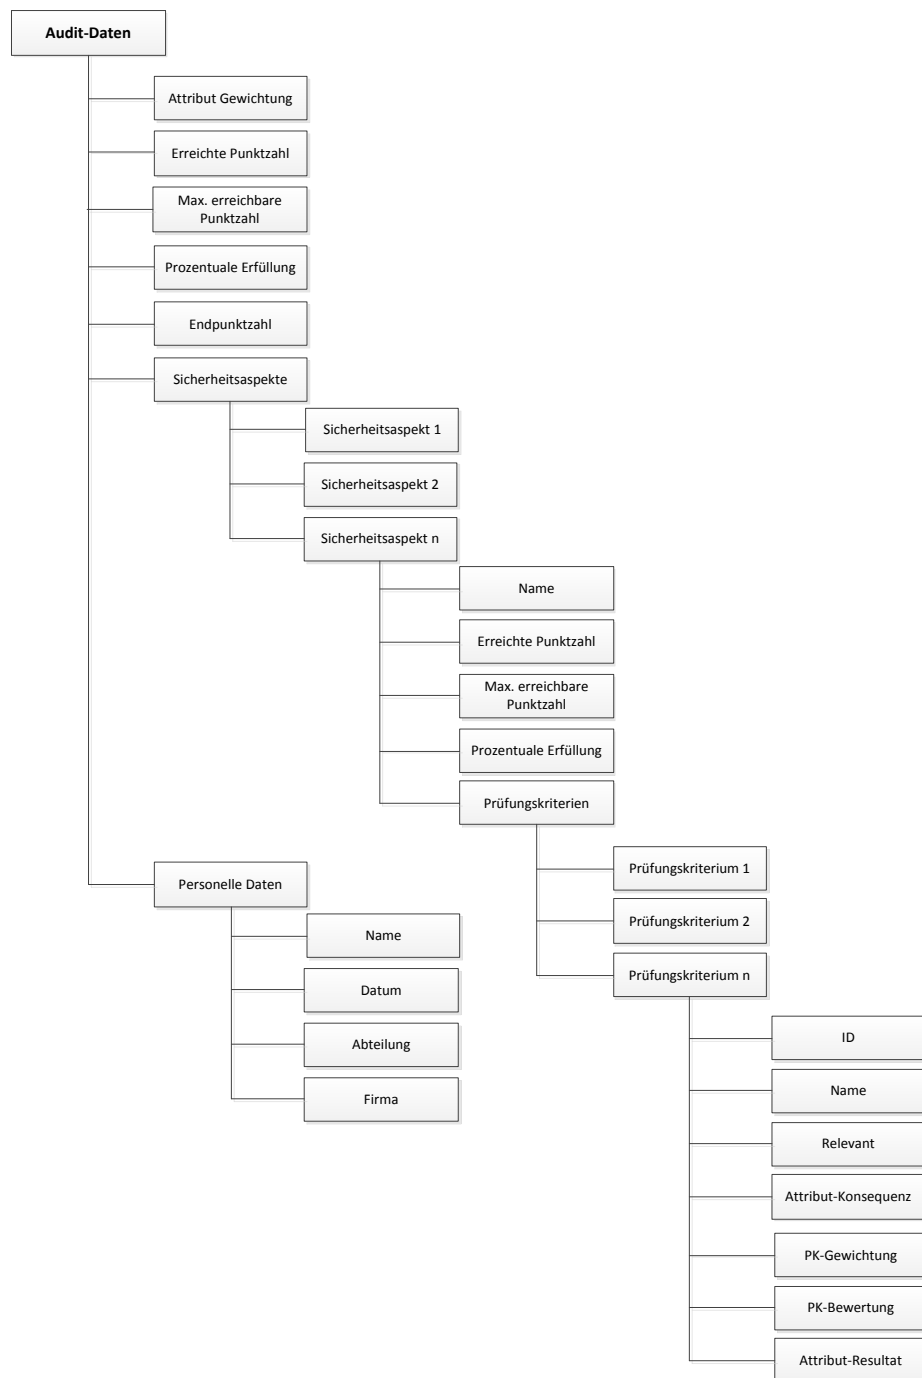 Audit-Daten
Attribut Gewichtung
Erreichte Punktzahl
Max. erreichbare
Punktzahl
Prozentuale Erfüllung
Endpunktzahl
Sicherheitsaspekte
Sicherheitsaspekt 1
Sicherheitsaspekt 2
Sicherheitsaspekt n
Name
Erreichte Punktzahl
Max. erreichbare
Punktzahl
Prozentuale Erfüllung
Prüfungskriterien
Prüfungskriterium 1
Prüfungskriterium 2
Prüfungskriterium n
ID
Name
Relevant
Attribut-Konsequenz
PK-Gewichtung
PK-Bewertung
Attribut-Resultat
Personelle Daten
Name
Datum
Abteilung
Firma